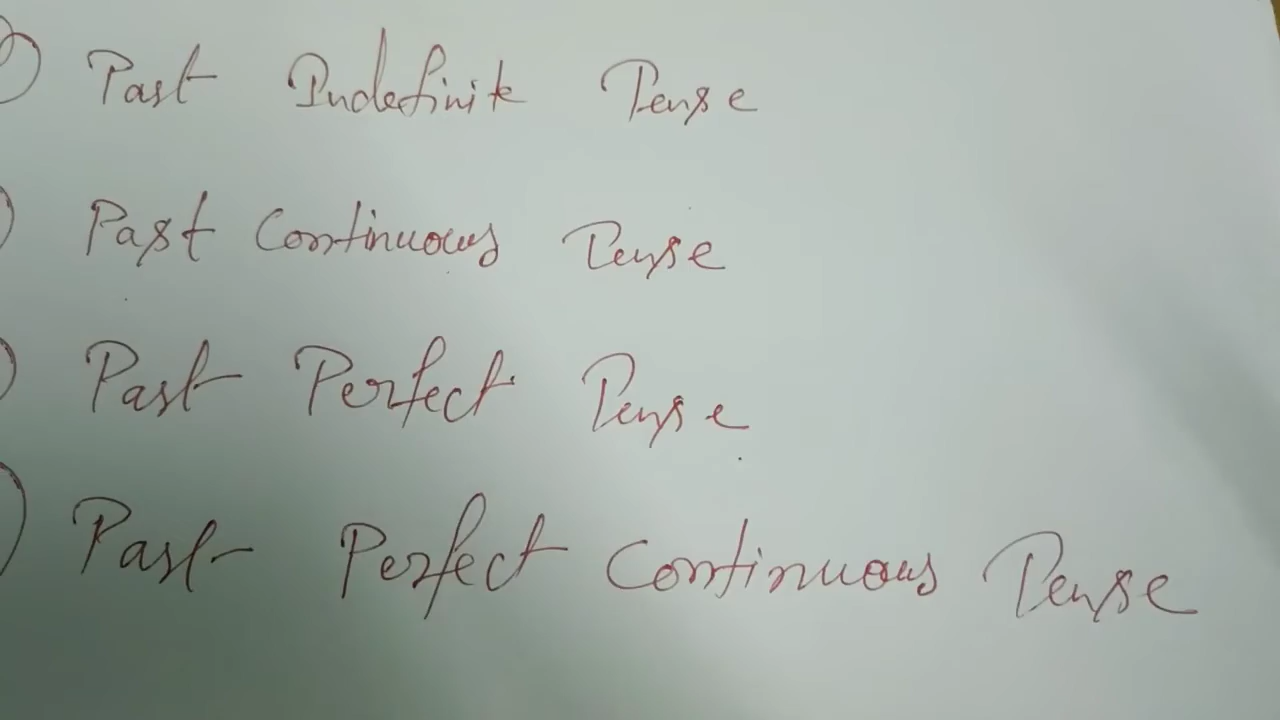 Past Indefinite Tense
Past Continuous Tense
Past Perfect Tense
Past Perfect Continuous Tense